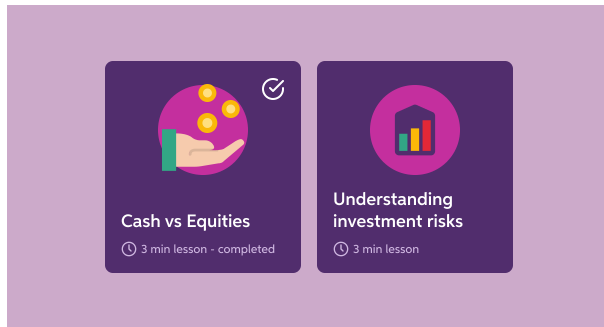 Cash vs Equities
3 min lesson - completed
Understanding
investment risks
3 min lesson